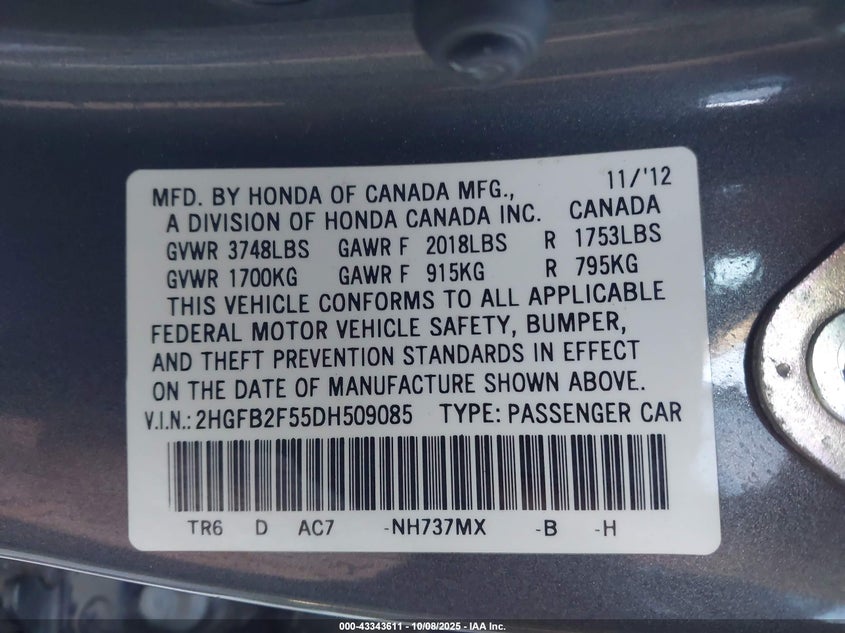 MFD. BY HONDA OF CANADA MFG., 11/'12
A DIVISION OF HONDA CANADA INC. CANADA
GVWR 3748LBS GAWR F 2018LBS R 1753LBS
GVWR 1700KG GAWR F 915KG R 795KG
THIS VEHICLE CONFORMS TO ALL APPLICABLE
FEDERAL MOTOR VEHICLE SAFETY, BUMPER,
AND THEFT PREVENTION STANDARDS IN EFFECT
ON THE DATE OF MANUFACTURE SHOWN ABOVE.
V.I.N.: 2HGFB2F55DH509085 TYPE: PASSENGER CAR
TR6 D AC7 -NH737MX -B -H
000-43343611 - 10/08/2025 - IAA Inc.